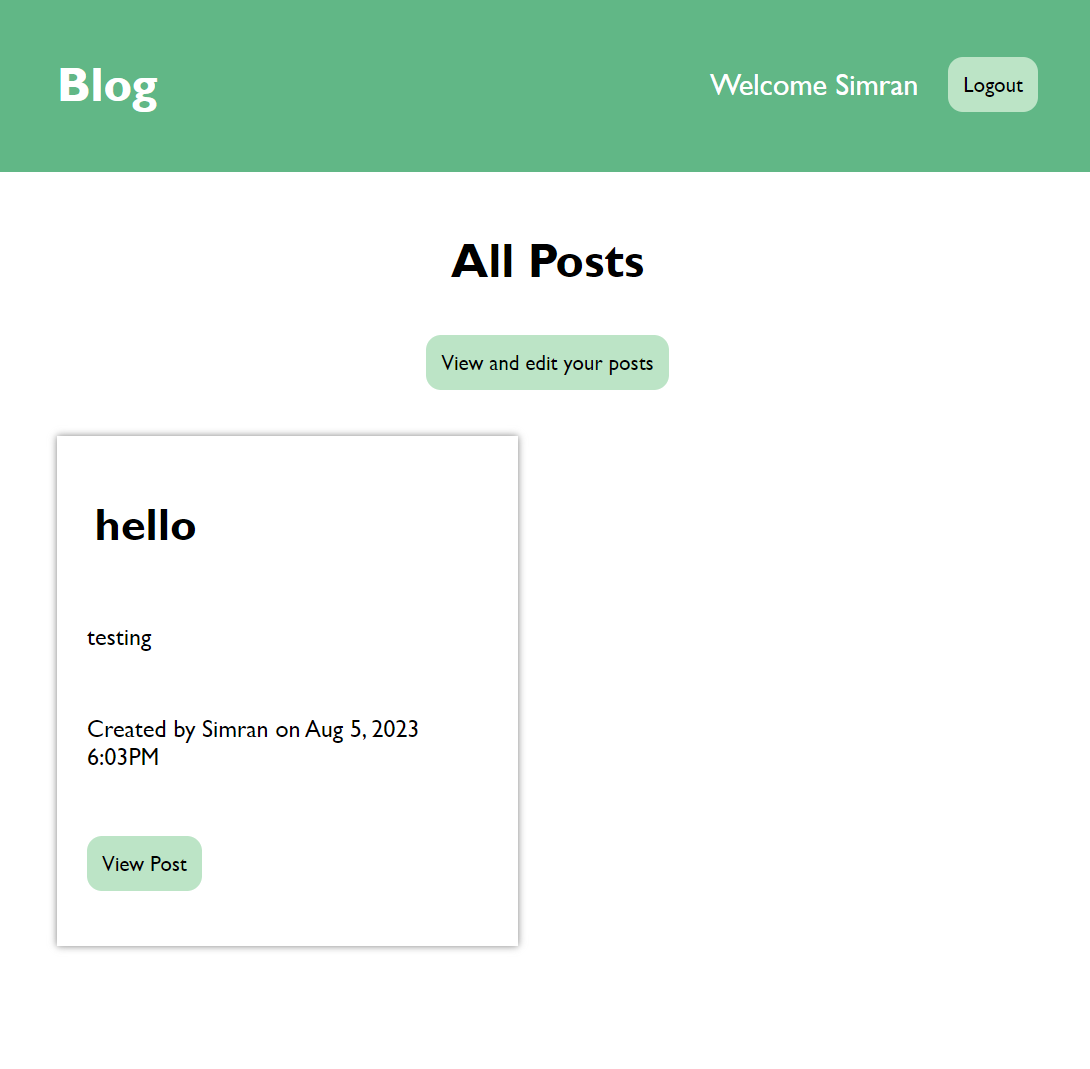 Blog
Welcome Simran
Logout
All Posts
View and edit your posts
hello
testing
Created by Simran on Aug 5, 2023
6:03PM
View Post